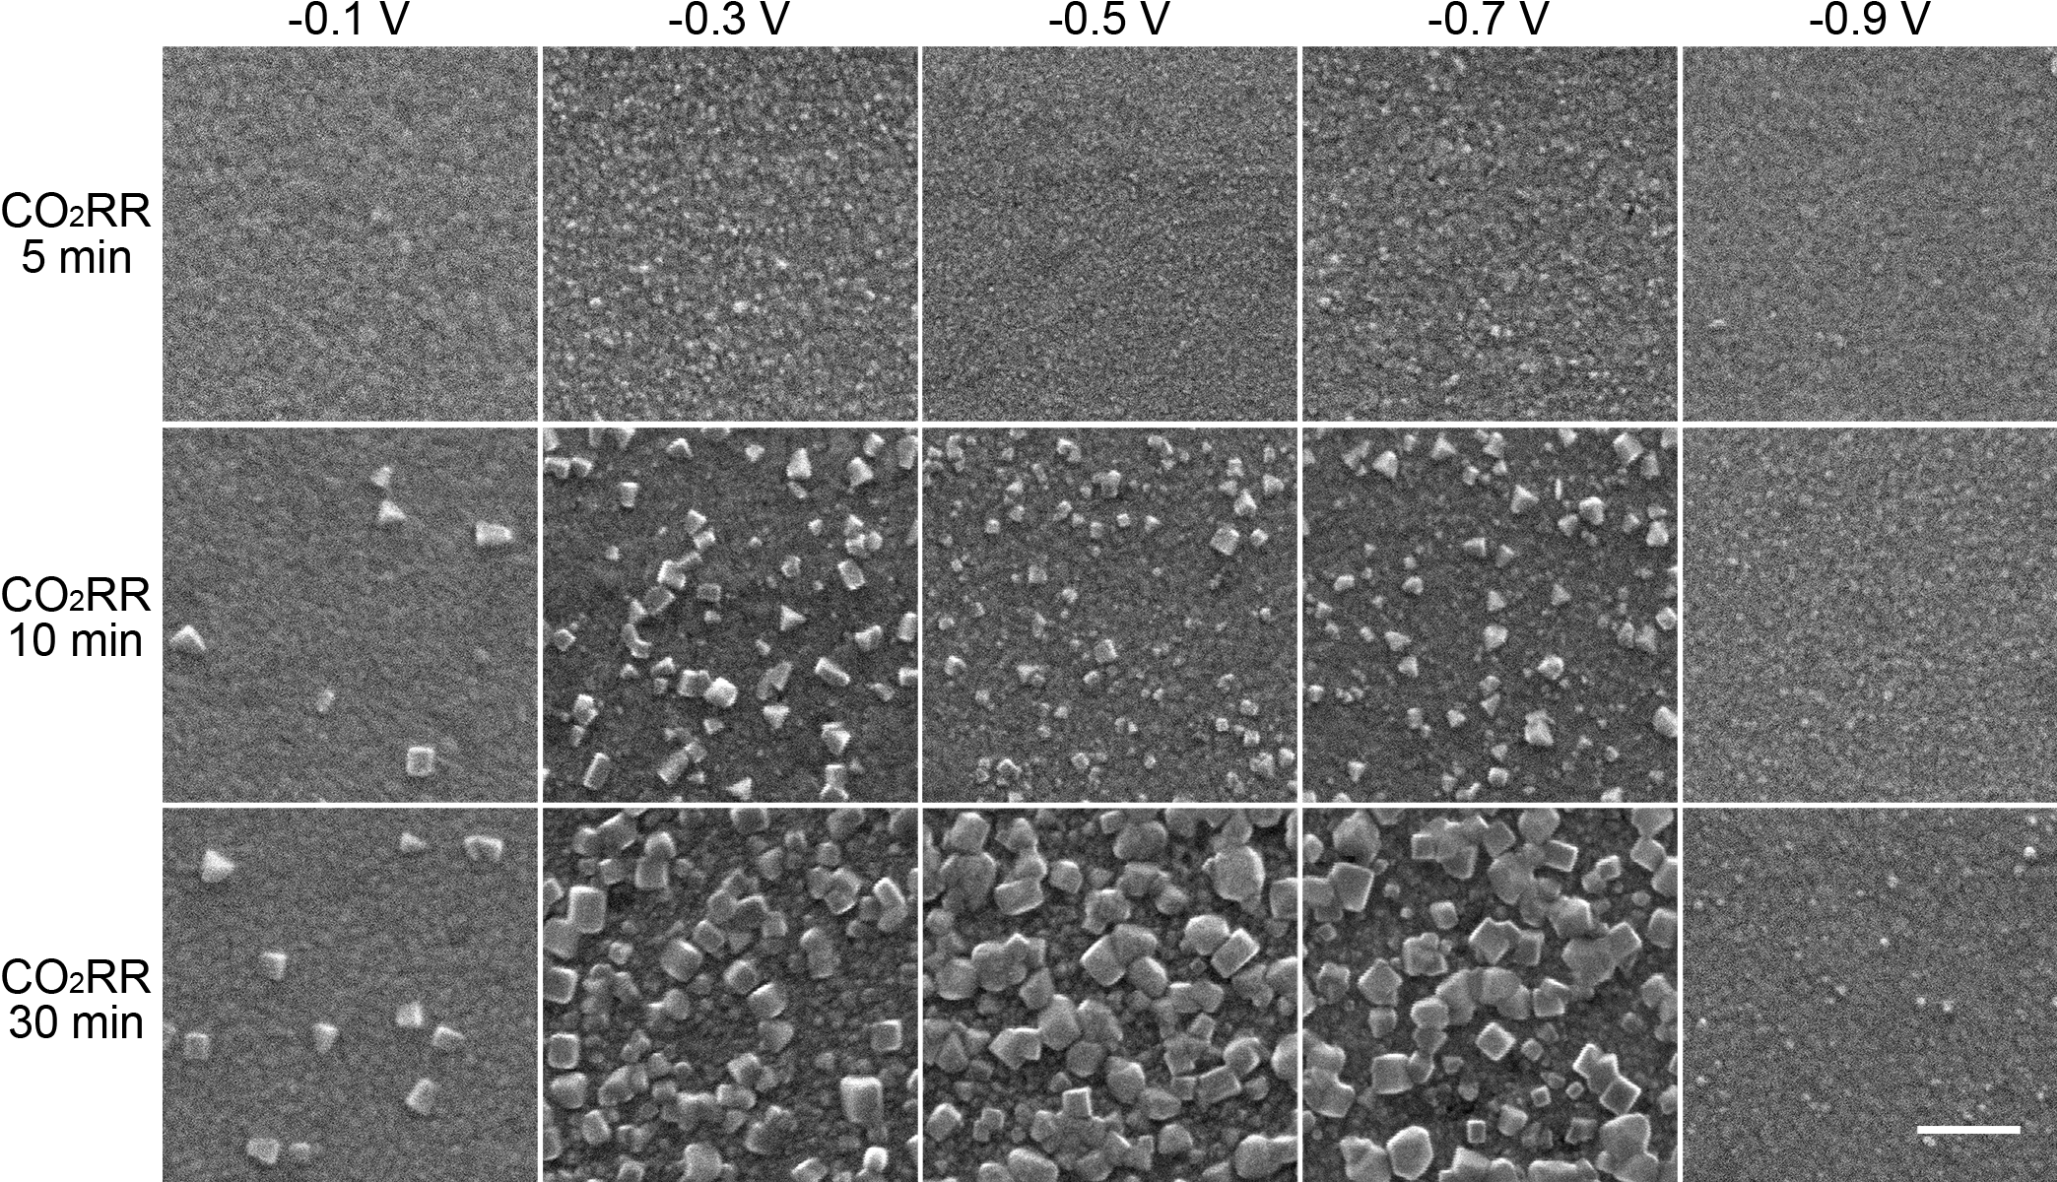 -0.1 V -0.3 V -0.5 V -0.7 V -0.9 V
CO2RR
5 min
CO2RR
10 min
CO2RR
30 min